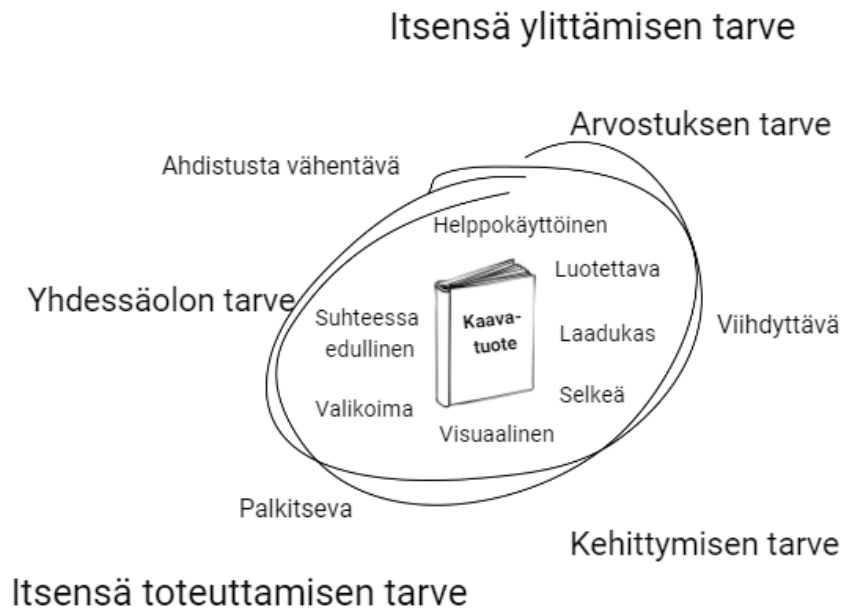 Itsensä ylittämisen tarve
Arvostuksen tarve
Ahdistusta vähentävä
Helppokäyttöinen
Luotettava
Yhdessäolon tarve
Suhteessa
edullinen
Kaava-
tuote
Laadukas
Viihdyttävä
Selkeä
Valikoima
Visuaalinen
Palkitseva
Kehittymisen tarve
Itsensä toteuttamisen tarve